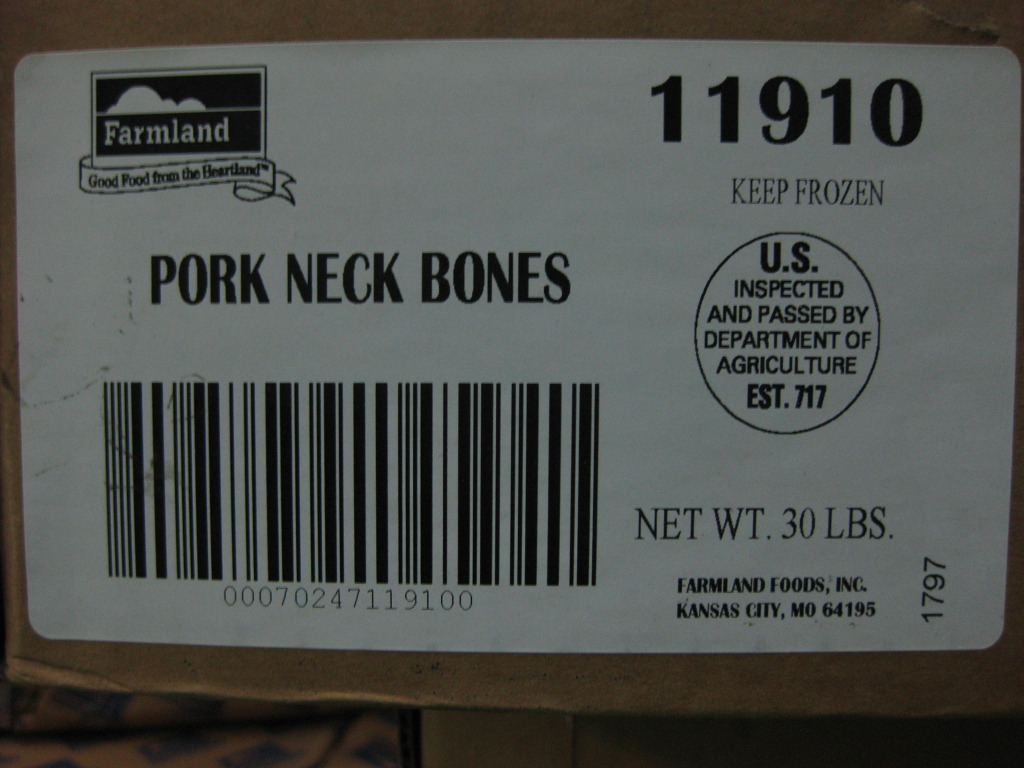 Farmland
Good Food from the Heartland™
11910
KEEP FROZEN
PORK NECK BONES
U.S.
INSPECTED
AND PASSED BY
DEPARTMENT OF
AGRICULTURE
EST. 717
00070247119100
NET WT. 30 LBS.
FARMLAND FOODS, INC.
KANSAS CITY, MO 64195
1797